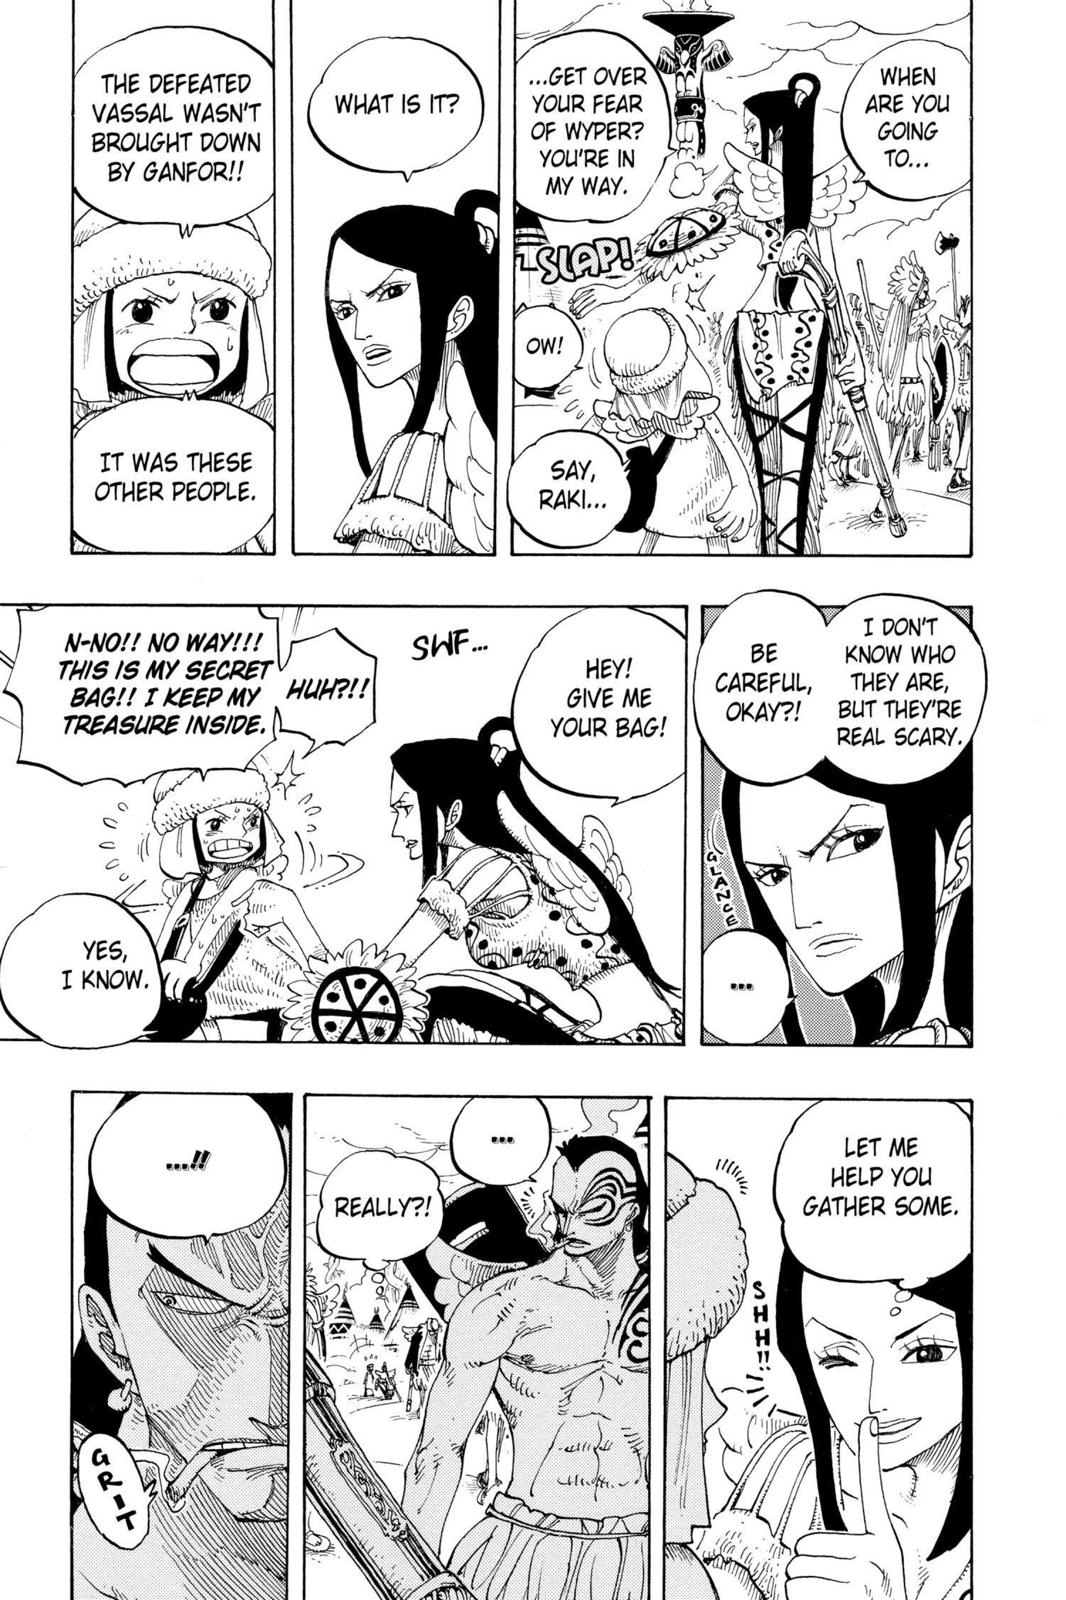 WHEN
ARE YOU
GOING
TO...
...GET OVER
YOUR FEAR
OF WYPER?
YOU'RE IN
MY WAY.
SLAP!
OW!
SAY,
RAKI...
WHAT IS IT?
THE DEFEATED
VASSAL WASN'T
BROUGHT DOWN
BY GANFOR!!
IT WAS THESE
OTHER PEOPLE.
I DON'T
KNOW WHO
THEY ARE,
BUT THEY'RE
REAL SCARY.
BE
CAREFUL,
OKAY?!
GLANCE
...
HEY!
GIVE ME
YOUR BAG!
SWF...
HUH?!!
N-NO!! NO WAY!!!
THIS IS MY SECRET
BAG!! I KEEP MY
TREASURE INSIDE.
YES,
I KNOW.
LET ME
HELP YOU
GATHER SOME.
SHH!!
...
REALLY?!
...!!
GRIT